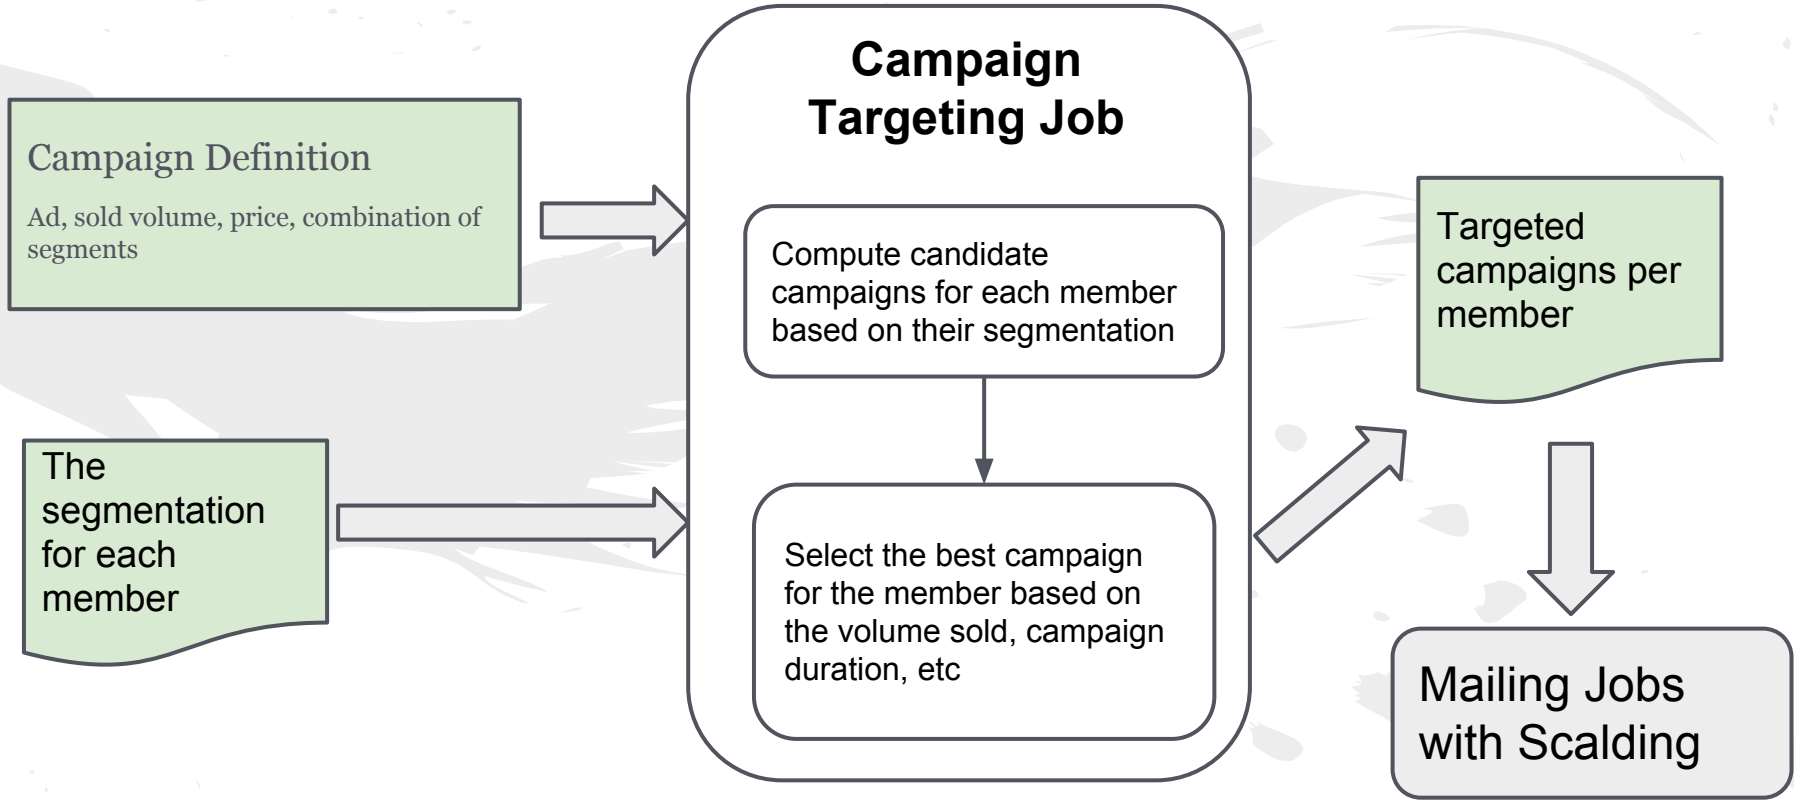 Campaign
Targeting Job
Campaign Definition
Ad, sold volume, price, combination of
segments
The
segmentation
for each
member
Compute candidate
campaigns for each member
based on their segmentation
Select the best campaign
for the member based on
the volume sold, campaign
duration, etc
Targeted
campaigns per
member
Mailing Jobs
with Scalding